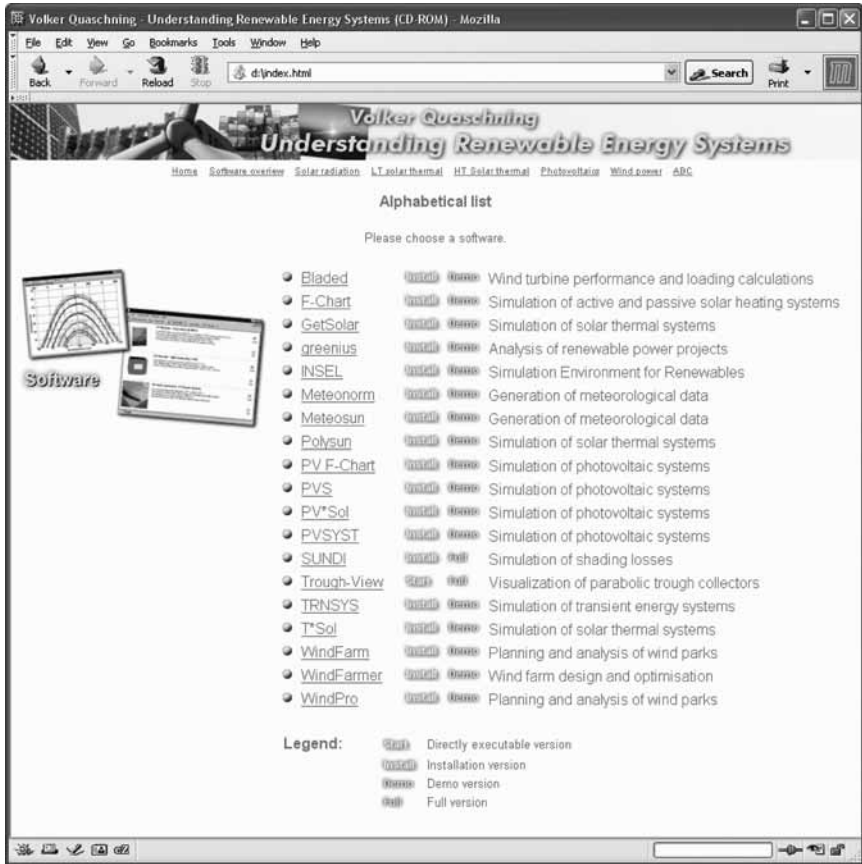 Volker Quaschning - Understanding Renewable Energy Systems (CD-ROM) - Mozilla
File Edit View Go Bookmarks Tools Window Help
Back Forward Reload Stop d:\index.html Search Print
Volker Quaschning
Understanding Renewable Energy Systems
Home Software overiew Solar radiation LT solar thermal HT Solar thermal Photovoltaics Wind power ABC
Alphabetical list
Please choose a software.
Software
Bladed Install Demo Wind turbine performance and loading calculations
F-Chart Install Demo Simulation of active and passive solar heating systems
GetSolar Install Demo Simulation of solar thermal systems
greenius Install Demo Analysis of renewable power projects
INSEL Install Demo Simulation Environment for Renewables
Meteonorm Install Demo Generation of meteorological data
Meteosun Install Demo Generation of meteorological data
Polysun Install Demo Simulation of solar thermal systems
PV F-Chart Install Demo Simulation of photovoltaic systems
PVS Install Demo Simulation of photovoltaic systems
PV*Sol Install Demo Simulation of photovoltaic systems
PVSYST Install Demo Simulation of photovoltaic systems
SUNDI Install Full Simulation of shading losses
Trough-View Start Full Visualization of parabolic trough collectors
TRNSYS Install Demo Simulation of transient energy systems
T*Sol Install Demo Simulation of solar thermal systems
WindFarm Install Demo Planning and analysis of wind parks
WindFarmer Install Demo Wind farm design and optimisation
WindPro Install Demo Planning and analysis of wind parks
Legend: Start Directly executable version
Install Installation version
Demo Demo version
Full Full version